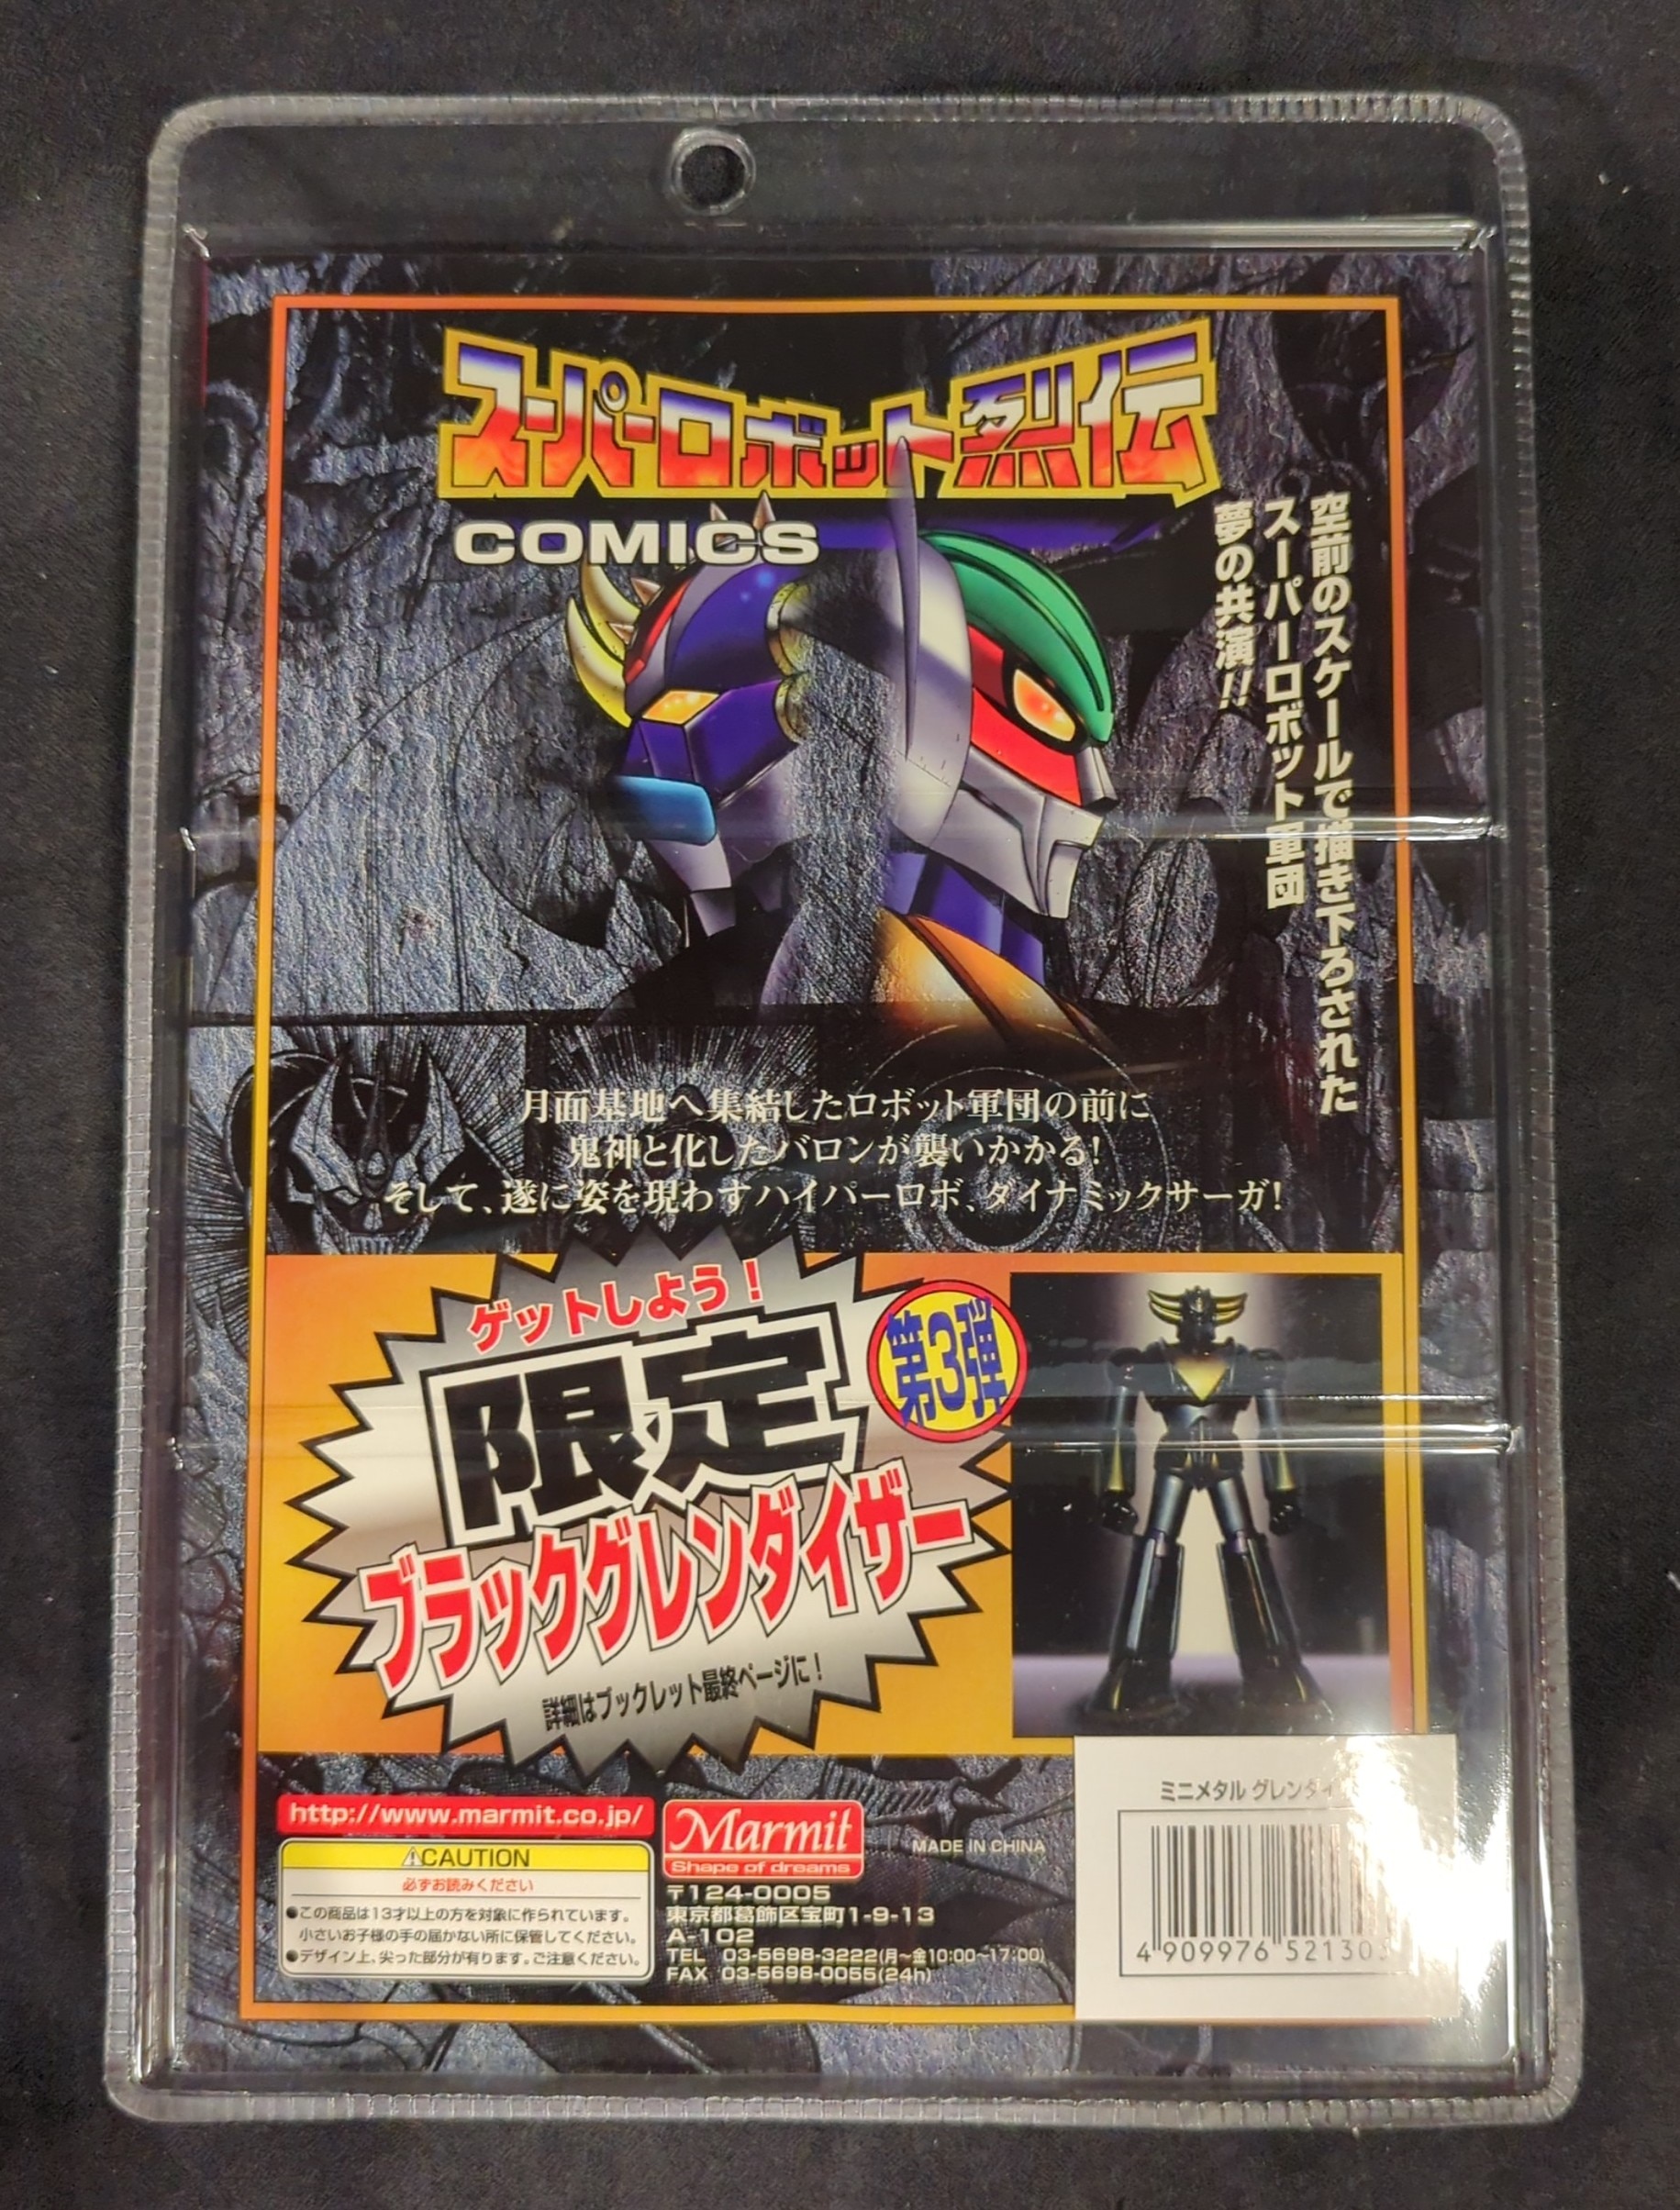 スーパーロボット烈伝
COMICS
空前のスケールで描き下ろされた
スーパーロボット軍団
夢の共演!!
月面基地へ集結したロボット軍団の前に
鬼神と化したバロンが襲いかかる!
そして、遂に姿を現わすハイパーロボ、ダイナミックサーガ!
ゲットしよう!
限定
第3弾
ブラックグレンダイザー
詳細はブックレット最終ページに!
http://www.marmit.co.jp/
⚠CAUTION
必ずお読みください
●この商品は13才以上の方を対象に作られています。
小さいお子様の手の届かない所に保管してください。
●デザイン上、尖った部分が有ります。ご注意ください。
Marmit
Shape of dreams
MADE IN CHINA
〒124-0005
東京都葛飾区宝町1-9-13
A-102
TEL 03-5698-3222(月~金10:00~17:00)
FAX 03-5698-0055(24h)
ミニメタル グレンダイ
4 909976 52130